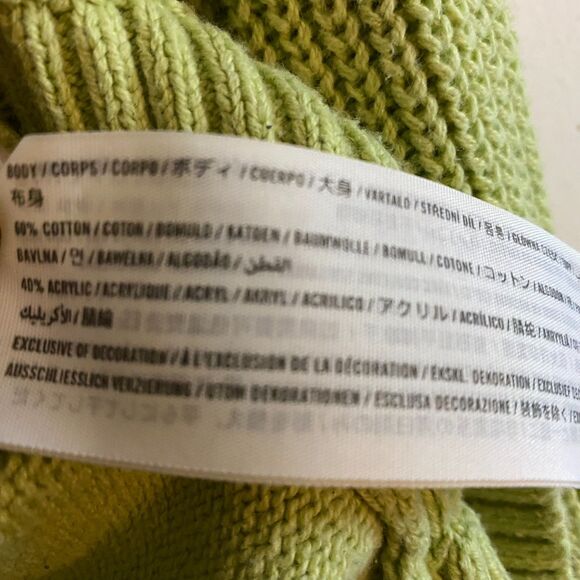 BODY / CORPS / CORPO / ボディ / CUERPO / 大身 / VARTALO / STŘEDNÍ DÍL / 몸통 /
布身
60% COTTON / COTON / BOMULD / KATOEN / BAUMWOLLE / BOMULL / COTONE / コットン / ALGODON /
BAVLNA / 면 / BAWEŁNA / ALGODÃO / القطن
40% ACRYLIC / ACRYLIQUE / ACRYL / AKRYL / ACRILICO / アクリル / ACRÍLICO /
الأكريليك /
EXCLUSIVE OF DECORATION / À L'EXCLUSION DE LA DÉCORATION / EKSKL. DEKORATION /
AUSSCHLIESSLICH VERZIERUNG / UTOM DEKORATIONEN / ESCLUSA DECORAZIONE / 装飾を除く /